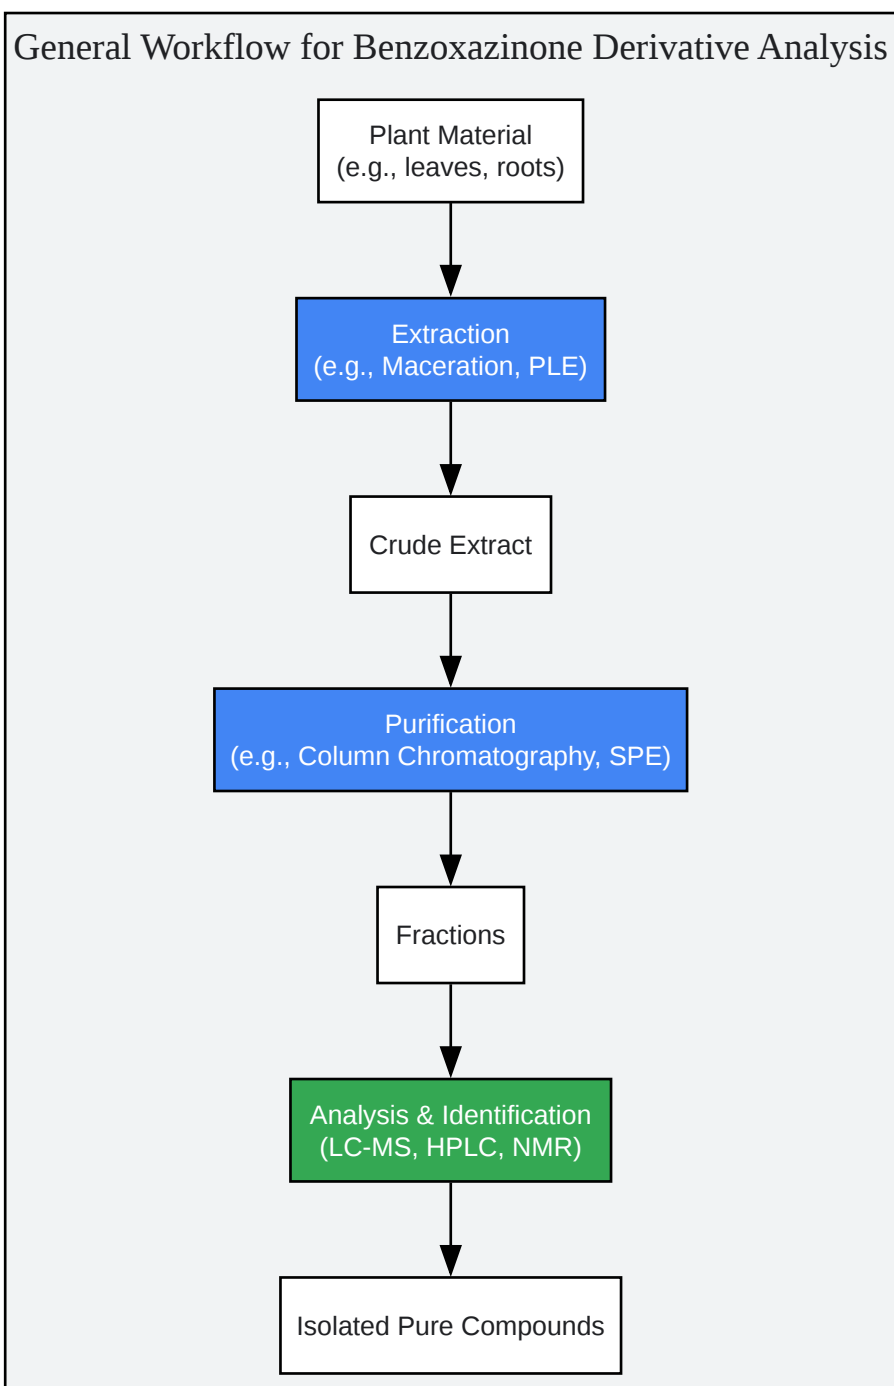 General Workflow for Benzoxazinone Derivative Analysis
Plant Material
(e.g., leaves, roots)
Extraction
(e.g., Maceration, PLE)
Crude Extract
Purification
(e.g., Column Chromatography, SPE)
Fractions
Analysis & Identification
(LC-MS, HPLC, NMR)
Isolated Pure Compounds